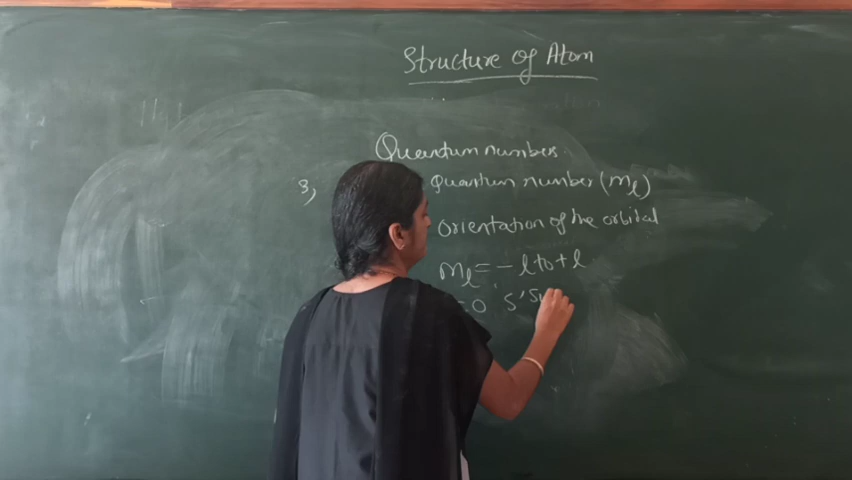 Structure of Atom
Quantum numbers
3, Quantum number (ml)
Orientation of the orbital
ml = -l to + l
=0 's'